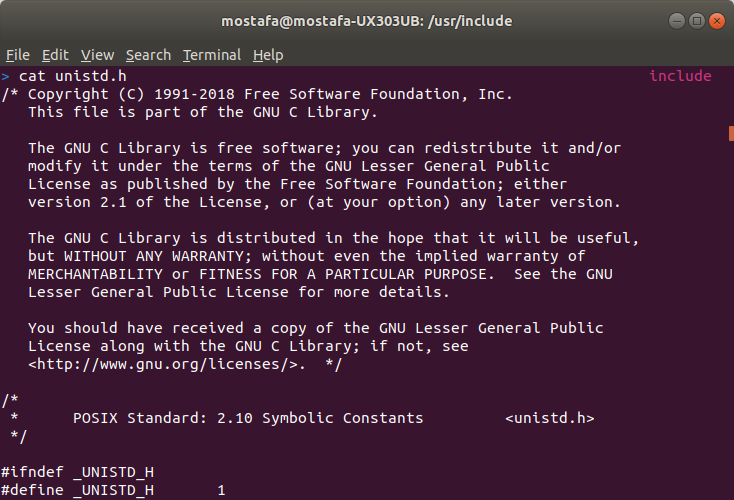 mostafa@mostafa-UX303UB: /usr/include
File Edit View Search Terminal Help
> cat unistd.h include
/* Copyright (C) 1991-2018 Free Software Foundation, Inc.
   This file is part of the GNU C Library.

   The GNU C Library is free software; you can redistribute it and/or
   modify it under the terms of the GNU Lesser General Public
   License as published by the Free Software Foundation; either
   version 2.1 of the License, or (at your option) any later version.

   The GNU C Library is distributed in the hope that it will be useful,
   but WITHOUT ANY WARRANTY; without even the implied warranty of
   MERCHANTABILITY or FITNESS FOR A PARTICULAR PURPOSE.  See the GNU
   Lesser General Public License for more details.

   You should have received a copy of the GNU Lesser General Public
   License along with the GNU C Library; if not, see
   <http://www.gnu.org/licenses/>.  */

/*
 *      POSIX Standard: 2.10 Symbolic Constants         <unistd.h>
 */

#ifndef _UNISTD_H
#define _UNISTD_H       1